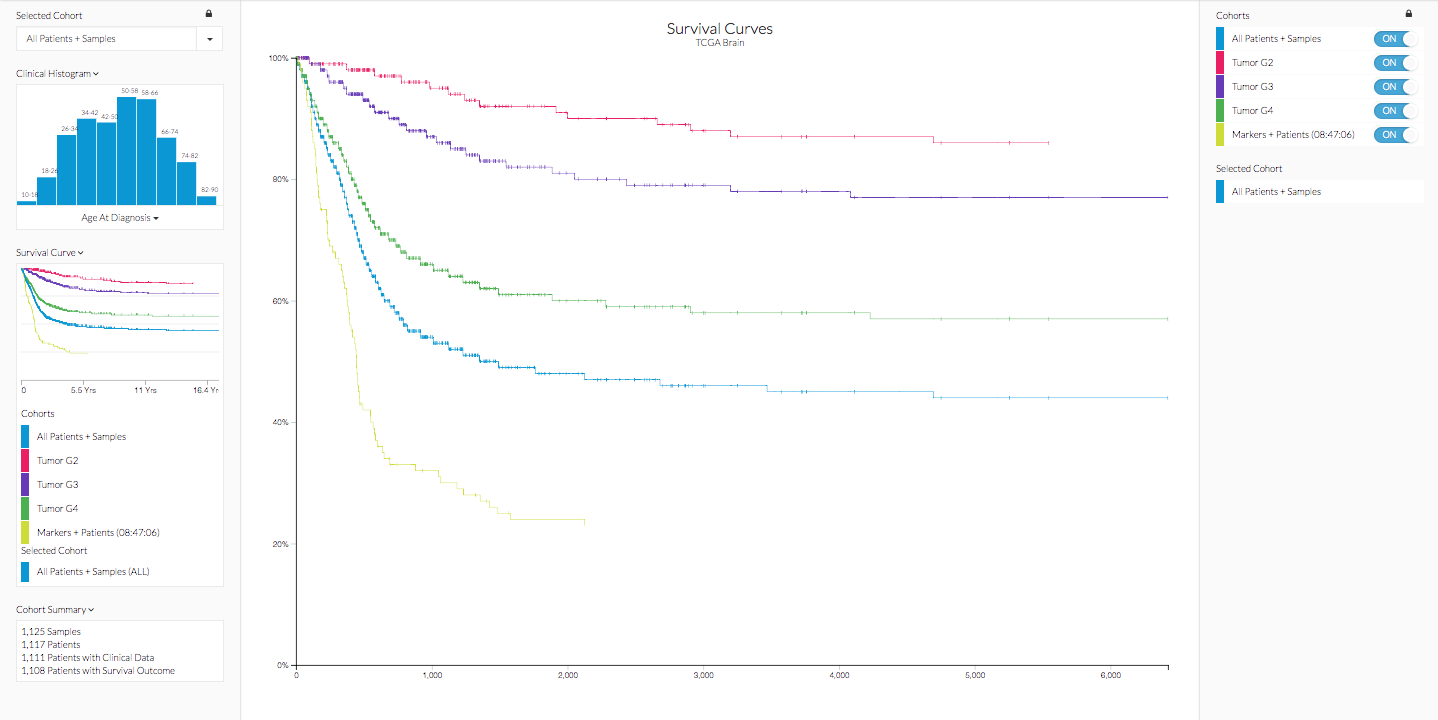 Selected Cohort
All Patients + Samples
Clinical Histogram
10-18
18-26
26-34
34-42
42-50
50-58
58-66
66-74
74-82
82-90
Age At Diagnosis
Survival Curve
0
5.5 Yrs
11 Yrs
16.4 Yr
Cohorts
All Patients + Samples
Tumor G2
Tumor G3
Tumor G4
Markers + Patients (08:47:06)
Selected Cohort
All Patients + Samples (ALL)
Cohort Summary
1,125 Samples
1,117 Patients
1,111 Patients with Clinical Data
1,108 Patients with Survival Outcome
Survival Curves
TCGA Brain
100%
80%
60%
40%
20%
0%
0
1,000
2,000
3,000
4,000
5,000
6,000
Cohorts
All Patients + Samples ON
Tumor G2 ON
Tumor G3 ON
Tumor G4 ON
Markers + Patients (08:47:06) ON
Selected Cohort
All Patients + Samples